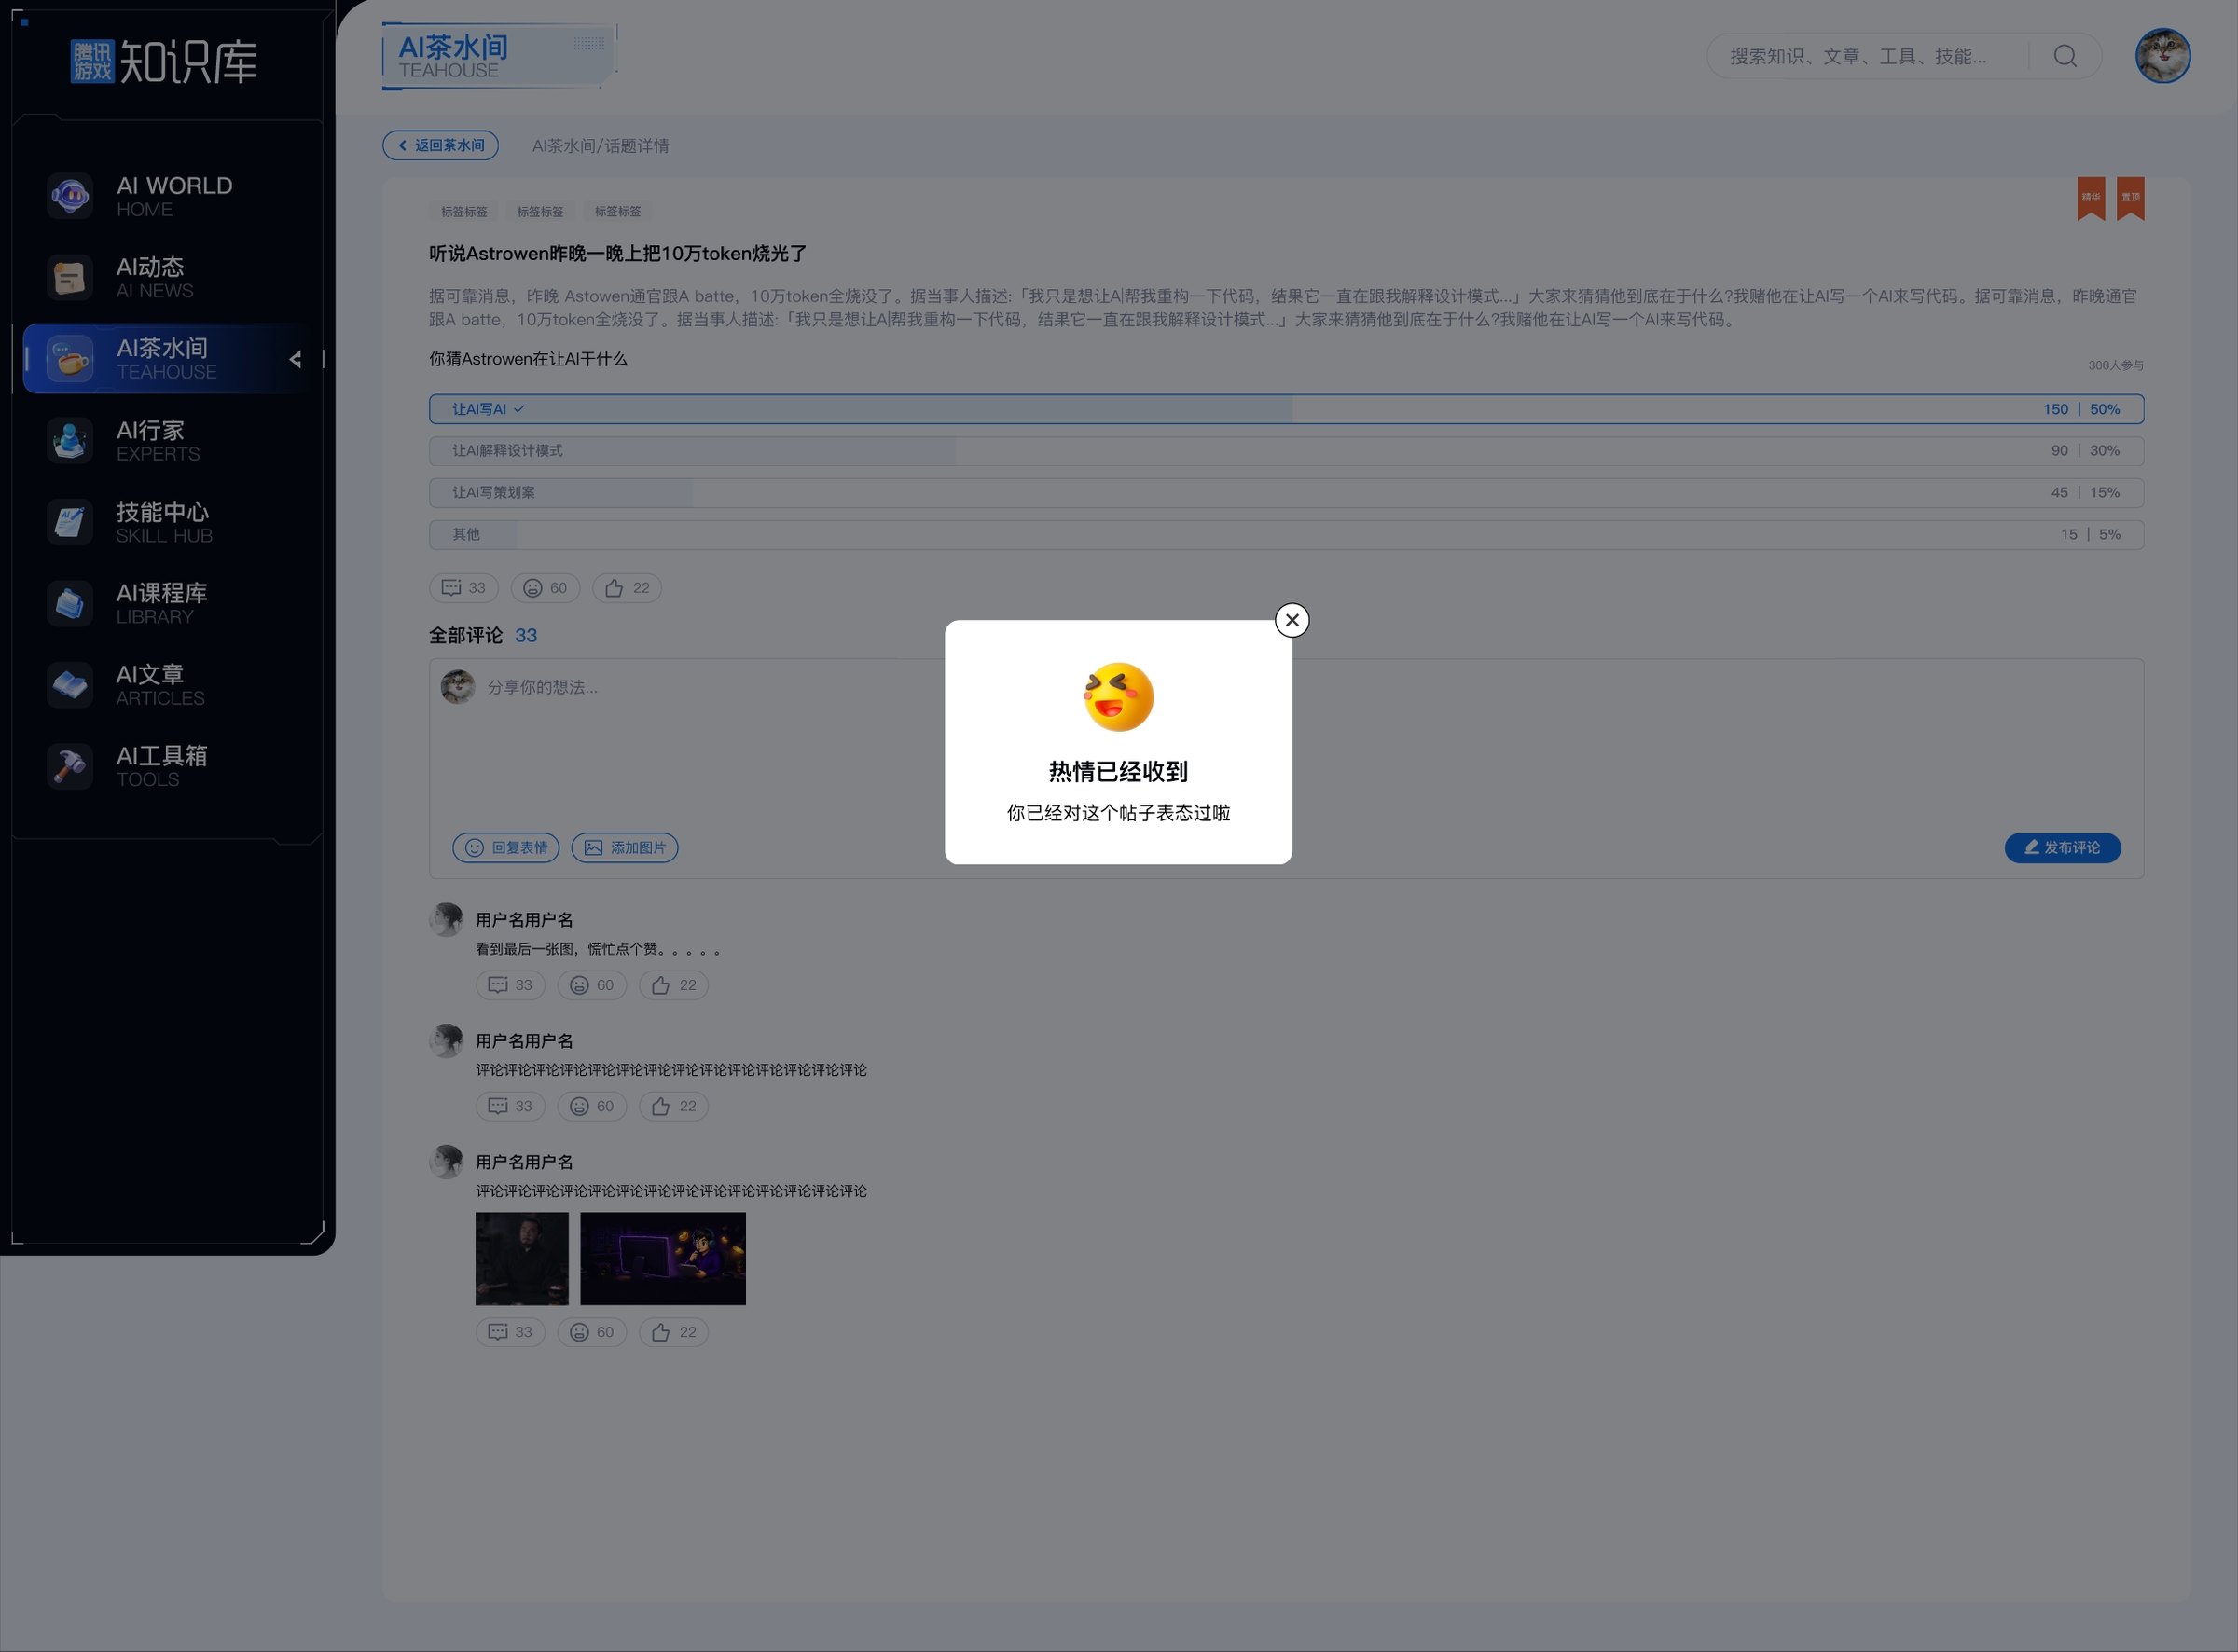 腾讯游戏 知识库
AI WORLD
HOME
AI动态
AI NEWS
AI茶水间
TEAHOUSE
AI行家
EXPERTS
技能中心
SKILL HUB
AI课程库
LIBRARY
AI文章
ARTICLES
AI工具箱
TOOLS
AI茶水间
TEAHOUSE
搜索知识、文章、工具、技能...
返回茶水间
AI茶水间/话题详情
精华 置顶
标签标签 标签标签 标签标签
听说Astrowen昨晚一晚上把10万token烧光了
据可靠消息，昨晚 Astowen通官跟A batte，10万token全烧没了。据当事人描述:「我只是想让A|帮我重构一下代码，结果它一直在跟我解释设计模式...」大家来猜猜他到底在于什么?我赌他在让AI写一个AI来写代码。据可靠消息，昨晚通官
跟A batte，10万token全烧没了。据当事人描述:「我只是想让A|帮我重构一下代码，结果它一直在跟我解释设计模式...」大家来猜猜他到底在于什么?我赌他在让AI写一个AI来写代码。
你猜Astrowen在让AI干什么
300人参与
让AI写AI 150 | 50%
让AI解释设计模式 90 | 30%
让AI写策划案 45 | 15%
其他 15 | 5%
33 60 22
全部评论 33
分享你的想法...
回复表情 添加图片 发布评论
热情已经收到
你已经对这个帖子表态过啦
用户名用户名
看到最后一张图，慌忙点个赞。。。。。
33 60 22
用户名用户名
评论评论评论评论评论评论评论评论评论评论评论评论评论评论
33 60 22
用户名用户名
评论评论评论评论评论评论评论评论评论评论评论评论评论评论
33 60 22